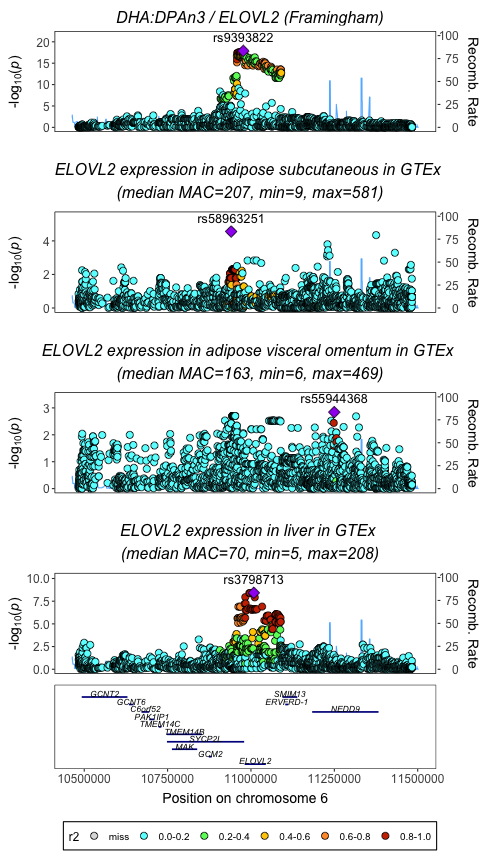 DHA:DPAn3 / ELOVL2 (Framingham)
rs9393822
-log10(p)
20
15
10
5
0
100
75
50
25
0
Recomb. Rate
ELOVL2 expression in adipose subcutaneous in GTEx
(median MAC=207, min=9, max=581)
rs58963251
-log10(p)
4
2
0
100
75
50
25
0
Recomb. Rate
ELOVL2 expression in adipose visceral omentum in GTEx
(median MAC=163, min=6, max=469)
rs55944368
-log10(p)
3
2
1
0
100
75
50
25
0
Recomb. Rate
ELOVL2 expression in liver in GTEx
(median MAC=70, min=5, max=208)
rs3798713
-log10(p)
10.0
7.5
5.0
2.5
0.0
100
75
50
25
0
Recomb. Rate
GCNT2
SMIM13
GCNT6
ERVFRD-1
C6orf52
NEDD9
PAK1IP1
TMEM14C
TMEM14B
SYCP2L
MAK
GCM2
ELOVL2
10500000 10750000 11000000 11250000 11500000
Position on chromosome 6
r2 miss 0.0-0.2 0.2-0.4 0.4-0.6 0.6-0.8 0.8-1.0